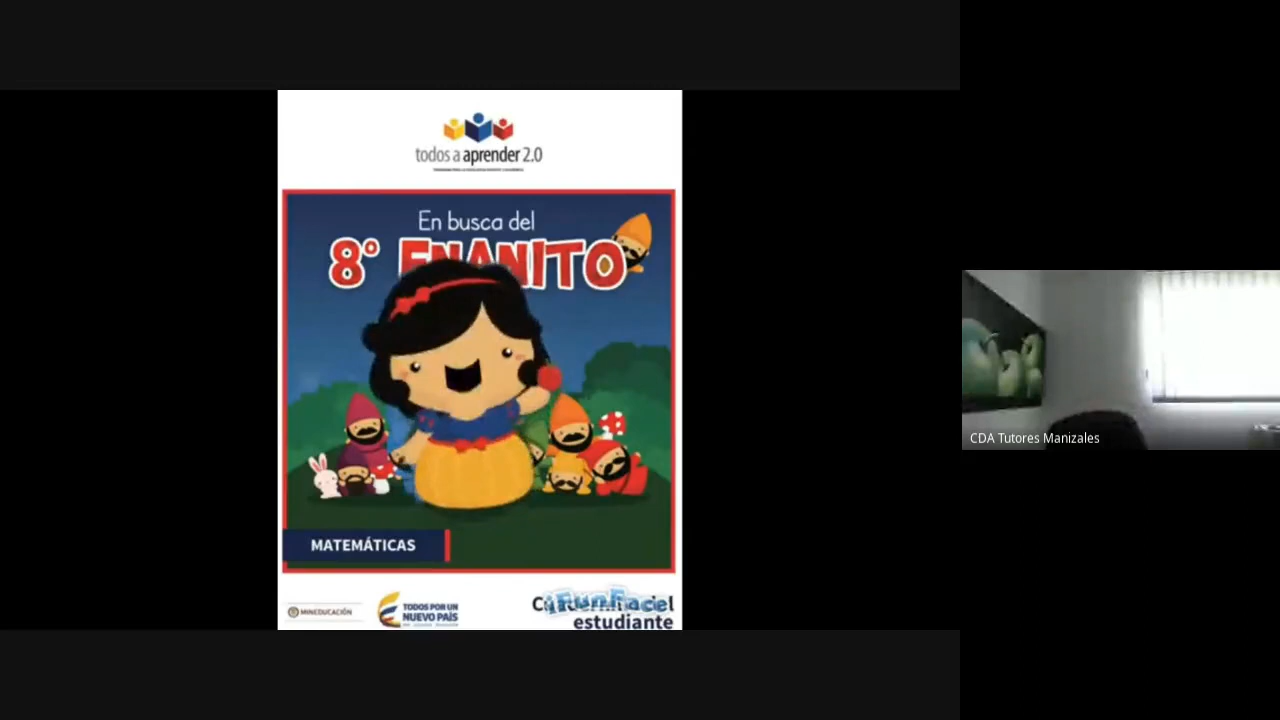 todos a aprender 2.0
En busca del
8° ENANITO
MATEMÁTICAS
MINEDUCACIÓN
TODOS POR UN
NUEVO PAÍS
iFunFace
estudiante
CDA Tutores Manizales